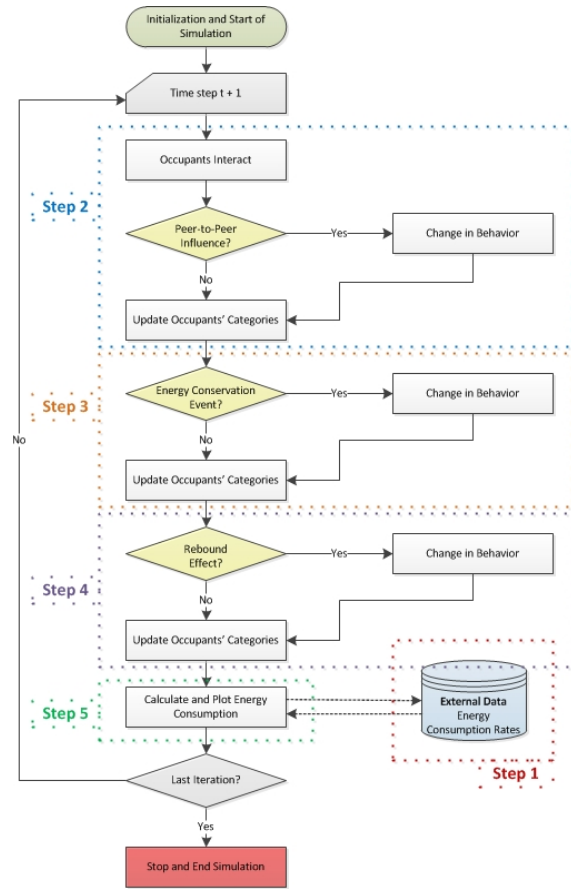 Initialization and Start of
Simulation
Time step t + 1
Occupants Interact
Step 2
Peer-to-Peer
Influence?
Yes
Change in Behavior
No
Update Occupants' Categories
Energy Conservation
Event?
Yes
Change in Behavior
Step 3
No
No
Update Occupants' Categories
Rebound
Effect?
Yes
Change in Behavior
Step 4
No
Update Occupants' Categories
Calculate and Plot Energy
Consumption
Step 5
External Data
Energy
Consumption Rates
Step 1
Last Iteration?
Yes
Stop and End Simulation